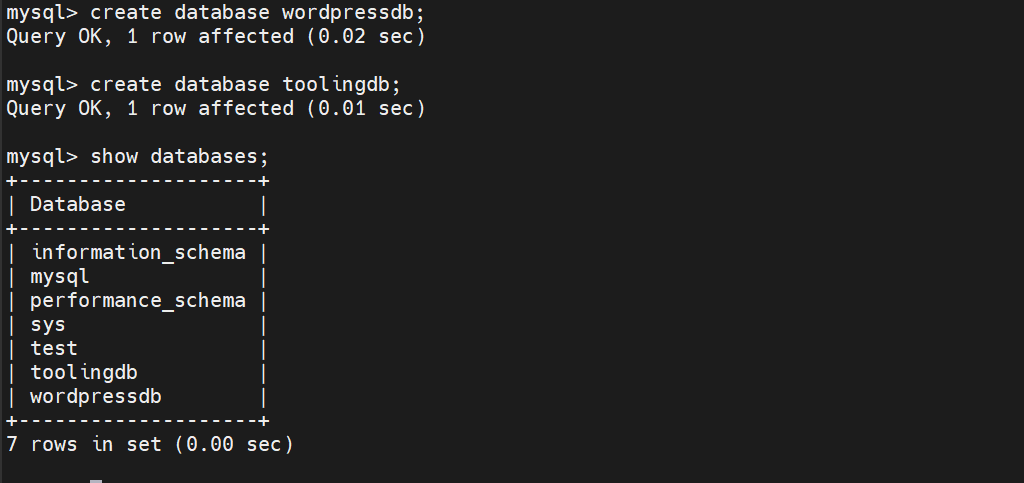 mysql> create database wordpressdb;
Query OK, 1 row affected (0.02 sec)
mysql> create database toolingdb;
Query OK, 1 row affected (0.01 sec)
mysql> show databases;
+--------------------+
| Database           |
+--------------------+
| information_schema |
| mysql              |
| performance_schema |
| sys                |
| test               |
| toolingdb          |
| wordpressdb        |
+--------------------+
7 rows in set (0.00 sec)